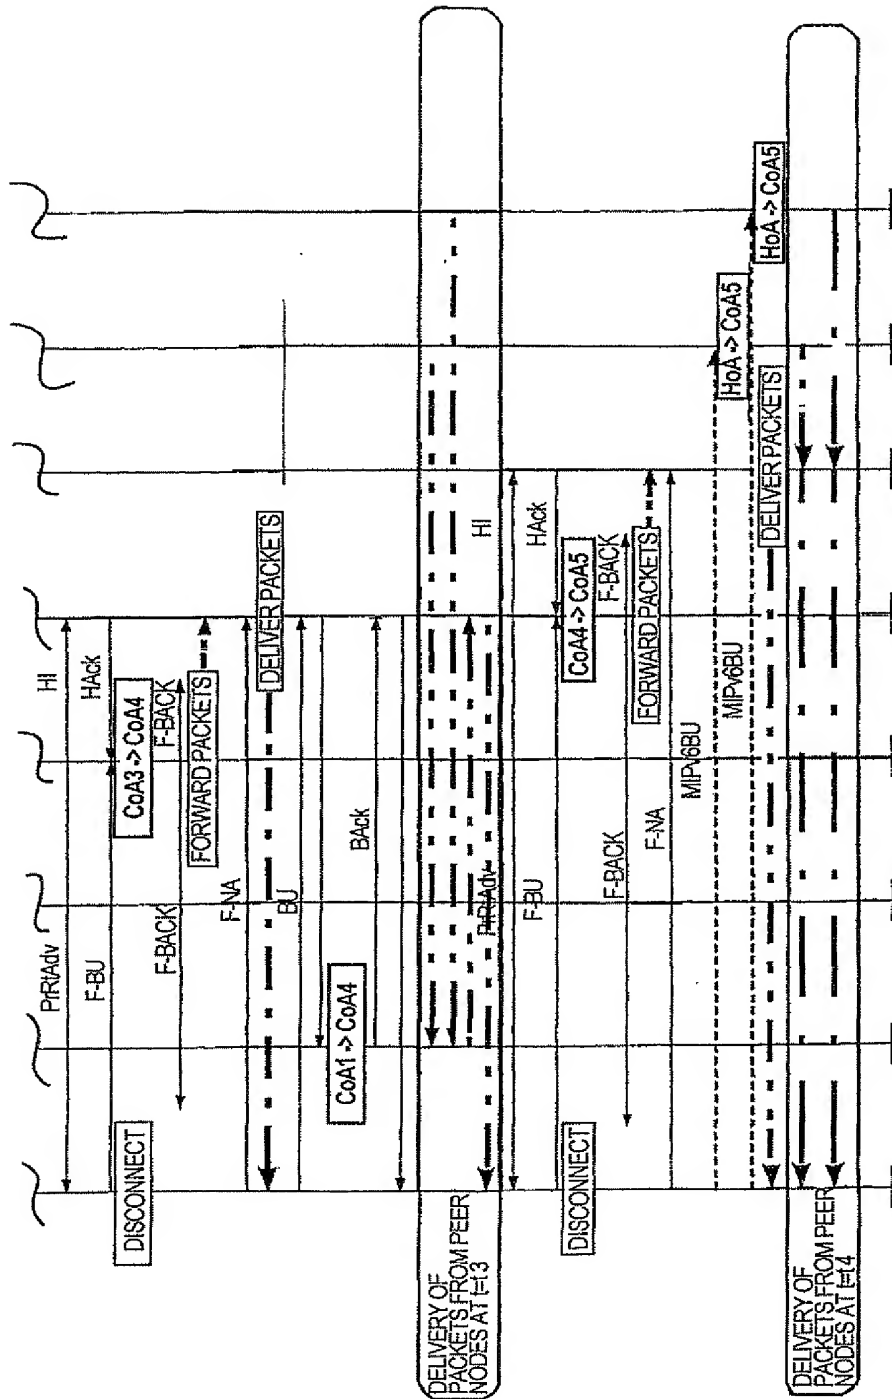 PrRtAdv
HI
F-BU
HAck
DISCONNECT
CoA3 -> CoA4
F-BACK
F-BACK
FORWARD PACKETS
F-NA
DELIVER PACKETS
BU
CoA1 -> CoA4
BAck
DELIVERY OF
PACKETS FROM PEER
NODES AT t=t3
PrRtAdv
HI
F-BU
HAck
DISCONNECT
CoA4 -> CoA5
F-BACK
F-BACK
FORWARD PACKETS
F-NA
MIPv6BU
HoA -> CoA5
MIPv6BU
HoA -> CoA5
DELIVER PACKETS
DELIVERY OF
PACKETS FROM PEER
NODES AT t=t4